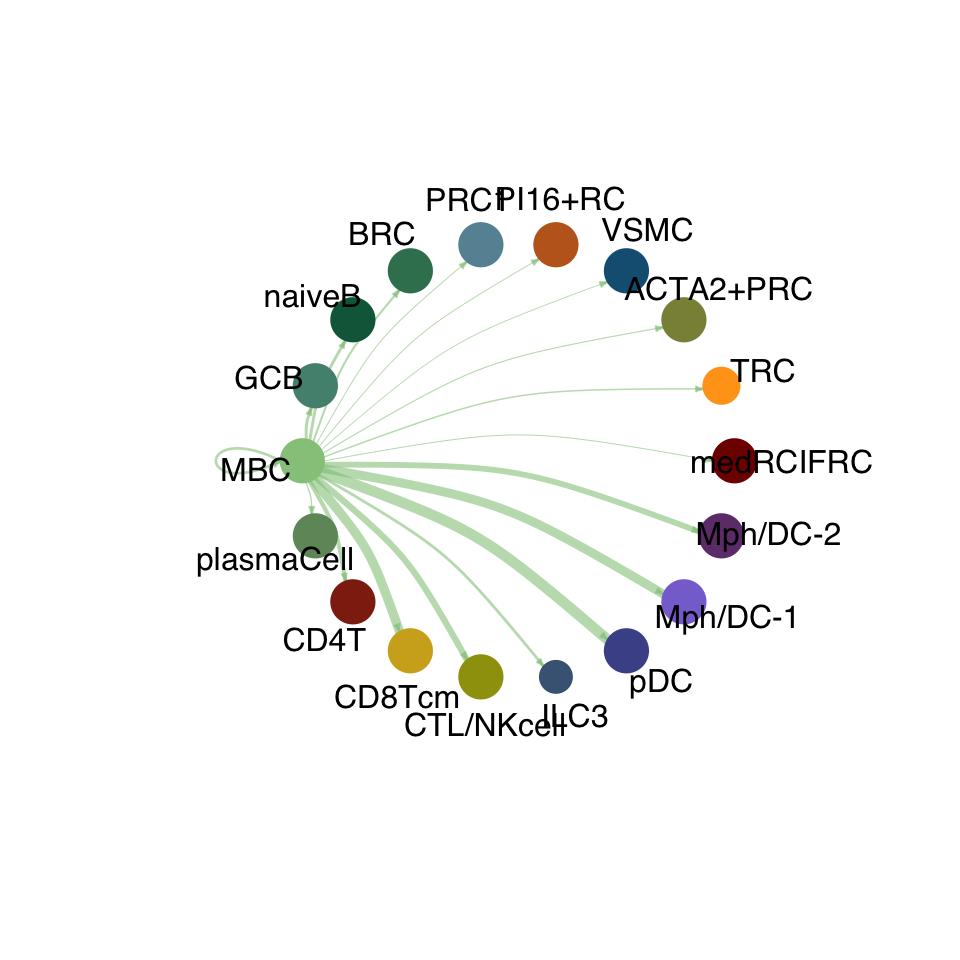 PRC1
PI16+RC
BRC
VSMC
naiveB
ACTA2+PRC
GCB
TRC
MBC
medRCIFRC
Mph/DC-2
plasmaCell
Mph/DC-1
CD4T
pDC
CD8Tcm
ILC3
CTL/NKcell